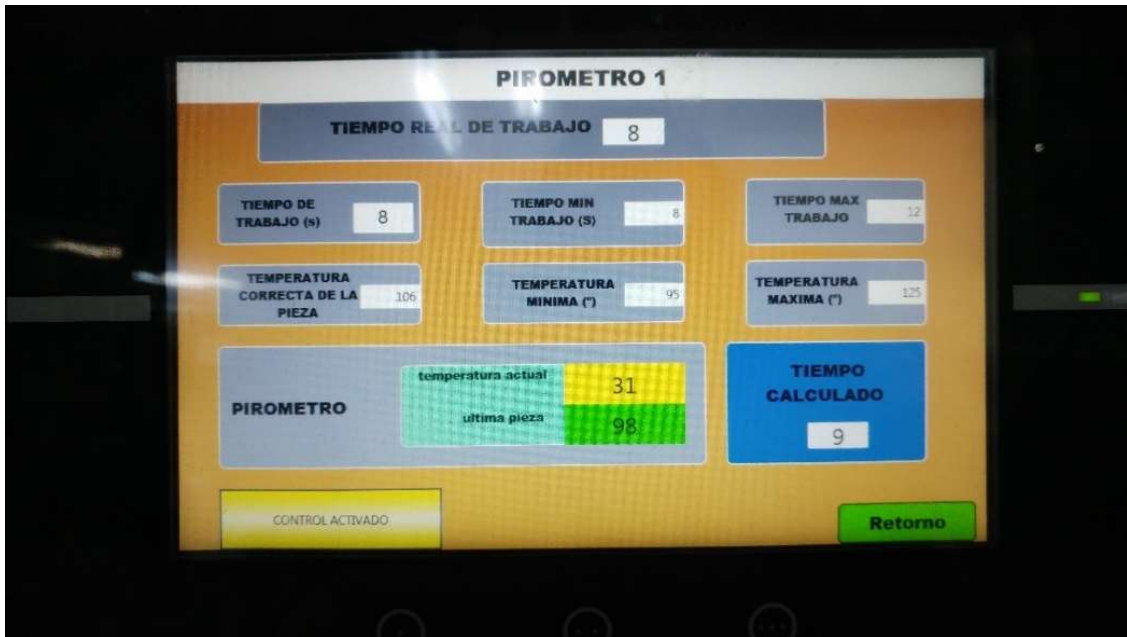 PIROMETRO 1
TIEMPO REAL DE TRABAJO 8
TIEMPO DE
TRABAJO (s) 8
TIEMPO MIN
TRABAJO (S) 8
TIEMPO MAX
TRABAJO 12
TEMPERATURA
CORRECTA DE LA
PIEZA 106
TEMPERATURA
MINIMA (º) 95
TEMPERATURA
MAXIMA (º) 125
PIROMETRO
temperatura actual 31
ultima pieza 98
TIEMPO
CALCULADO
9
CONTROL ACTIVADO
Retorno